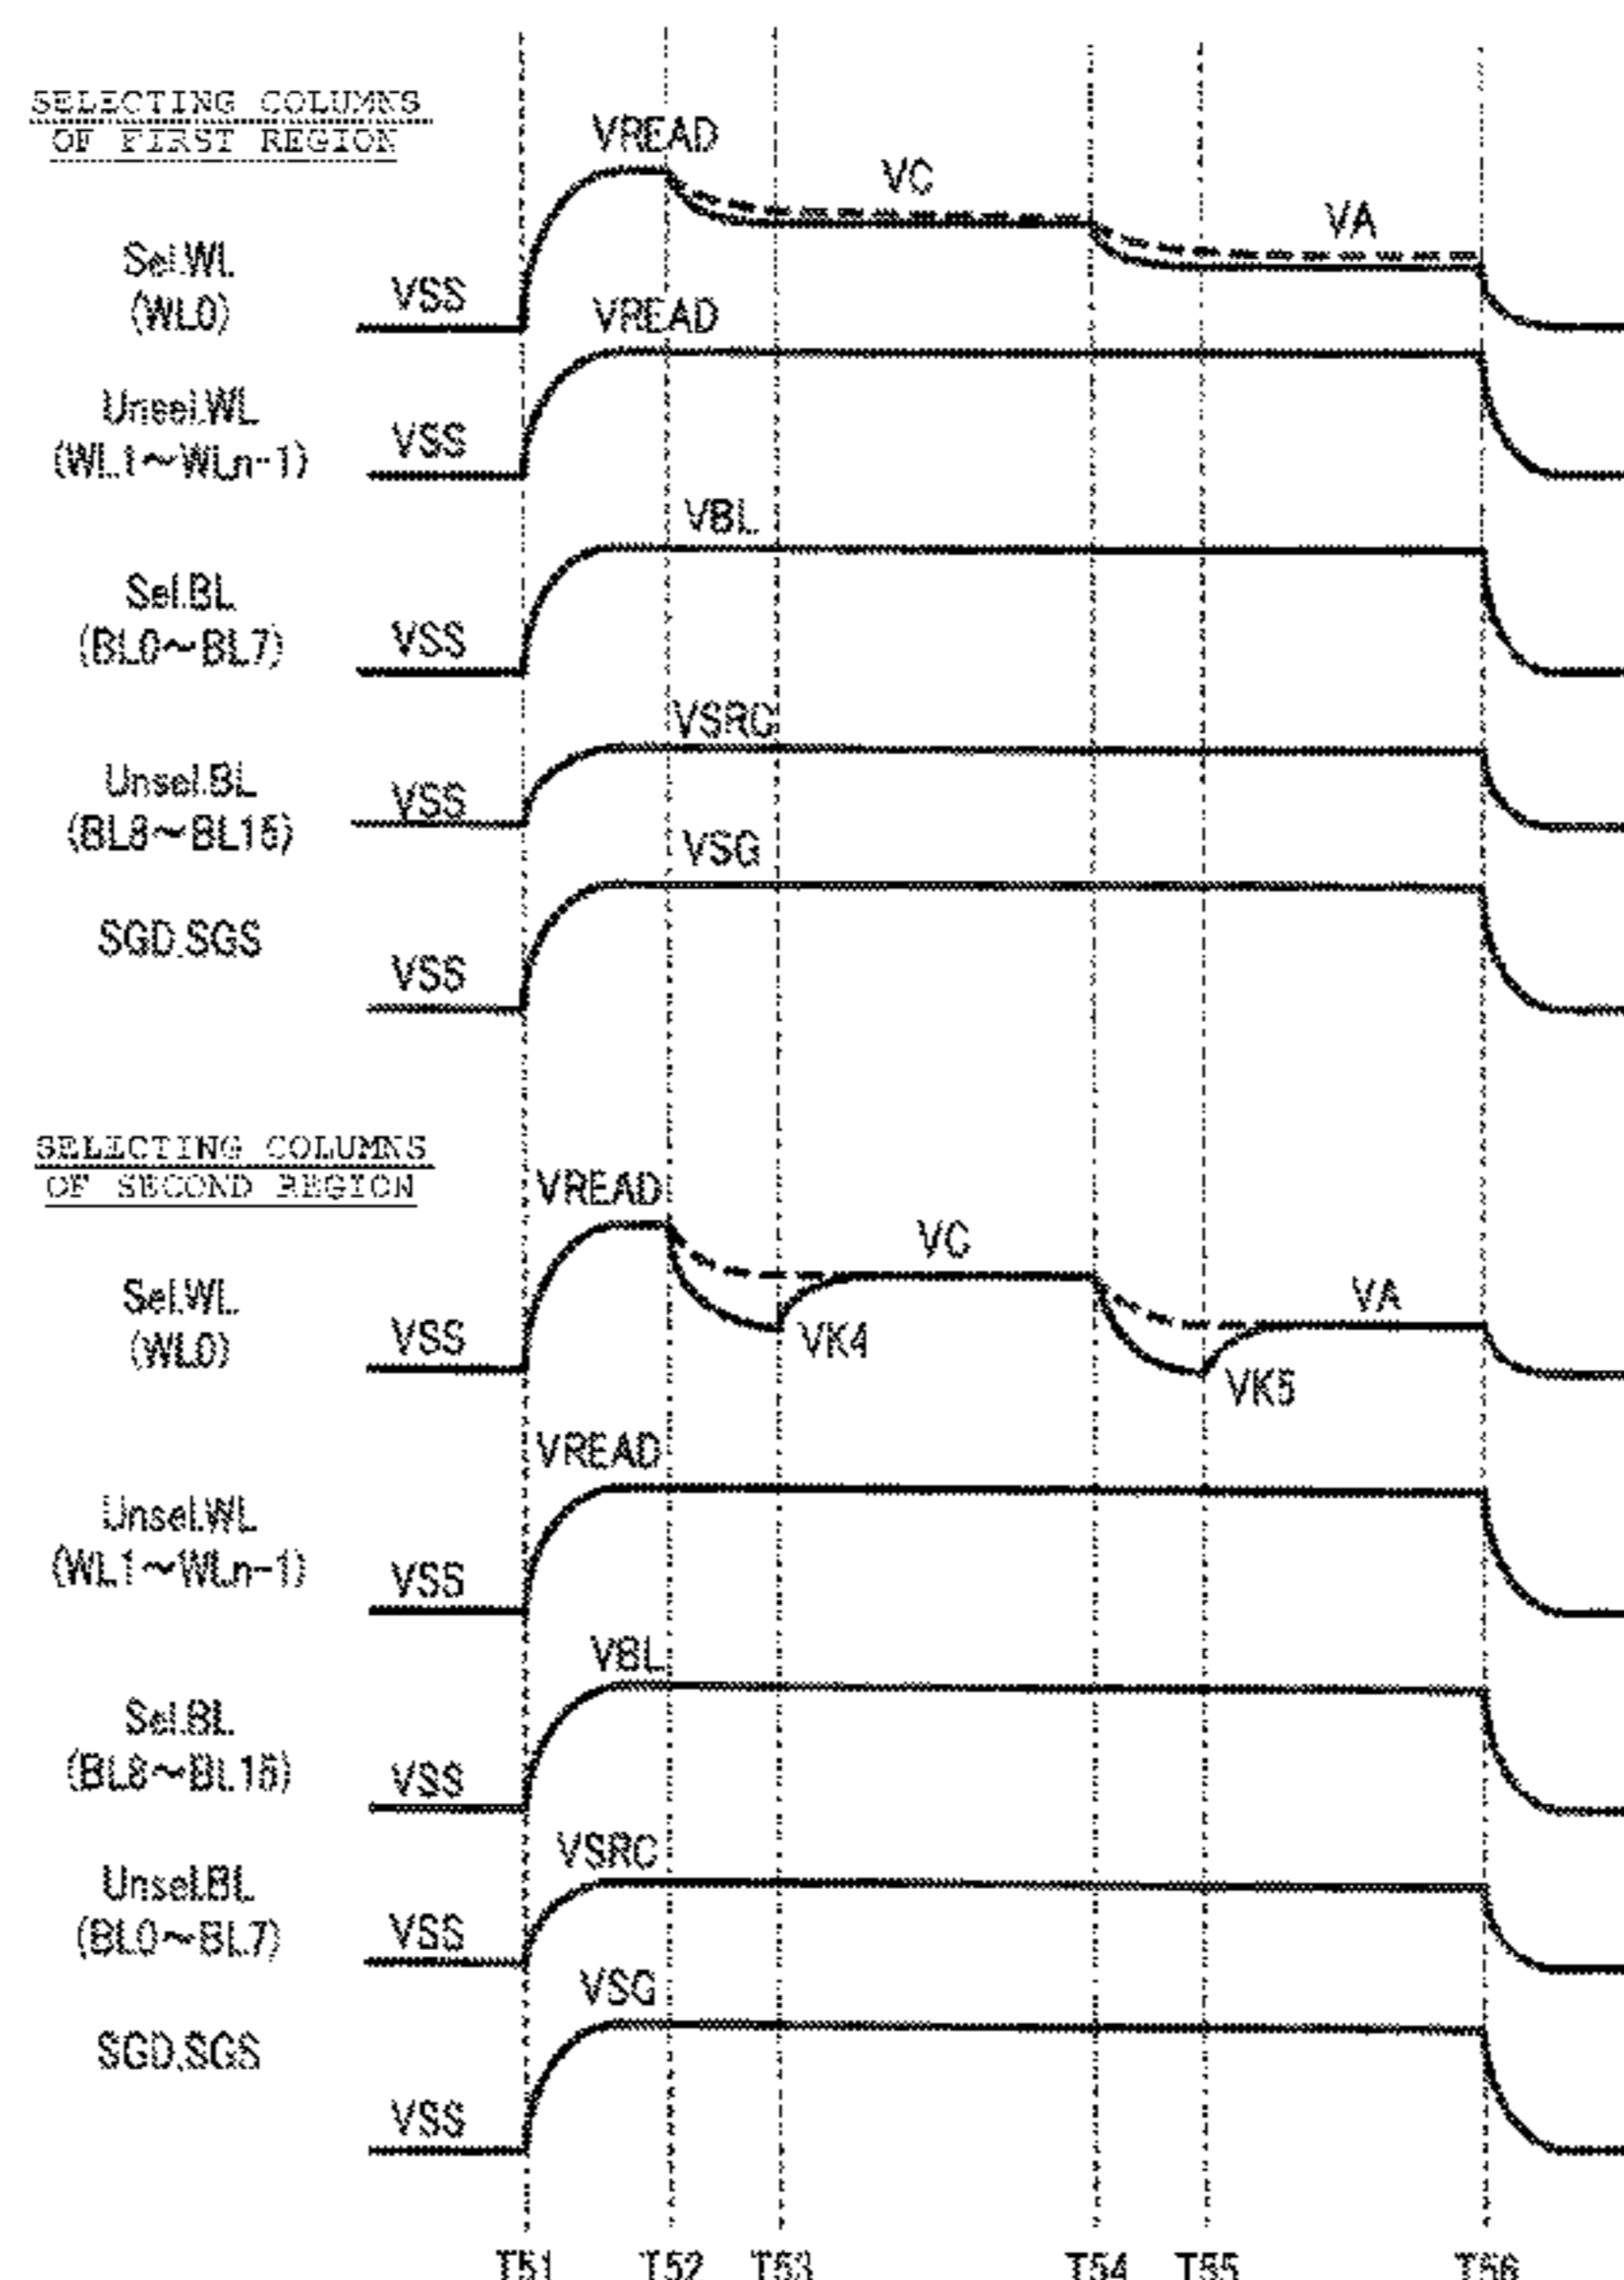 SELECTING COLUMNS
OF FIRST REGION
VREAD
VC
VA
Sel.WL
(WL0)
VSS
VREAD
Unsel.WL
(WL1~WLn-1)
VSS
VBL
Sel.BL
(BL0~BL7)
VSS
VSRC
Unsel.BL
(BL8~BL15)
VSS
VSG
SGD,SGS
VSS
SELECTING COLUMNS
OF SECOND REGION
VREAD
VC
VA
Sel.WL
(WL0)
VSS
VK4
VK5
VREAD
Unsel.WL
(WL1~WLn-1)
VSS
VBL
Sel.BL
(BL8~BL15)
VSS
VSRC
Unsel.BL
(BL0~BL7)
VSS
VSG
SGD,SGS
VSS
T51 T52 T53 T54 T55 T56